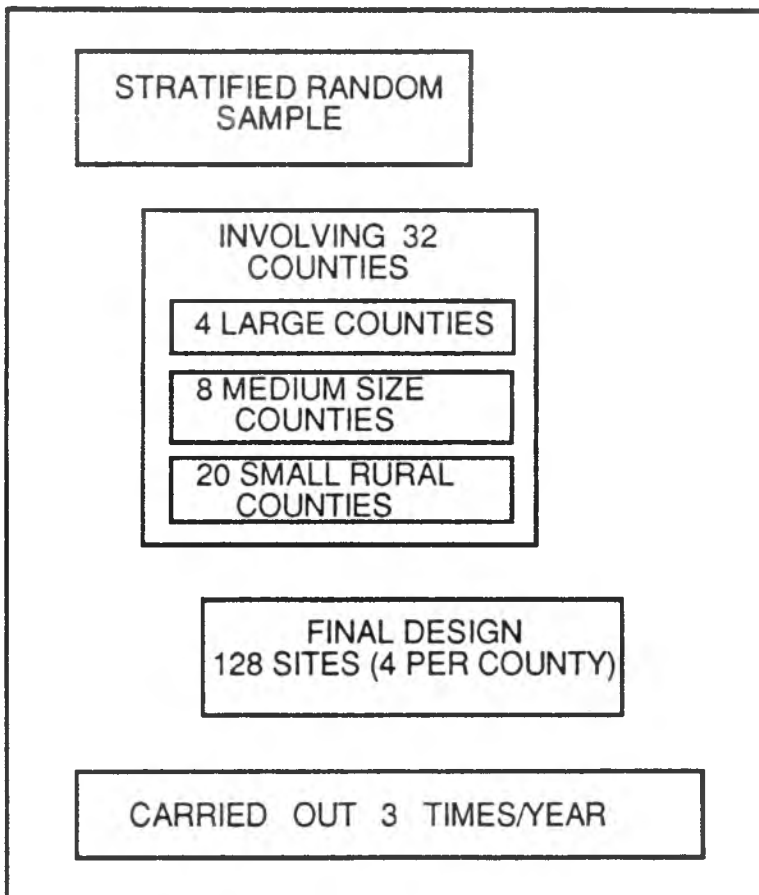 STRATIFIED RANDOM
SAMPLE
INVOLVING 32
COUNTIES
4 LARGE COUNTIES
8 MEDIUM SIZE
COUNTIES
20 SMALL RURAL
COUNTIES
FINAL DESIGN
128 SITES (4 PER COUNTY)
CARRIED OUT 3 TIMES/YEAR